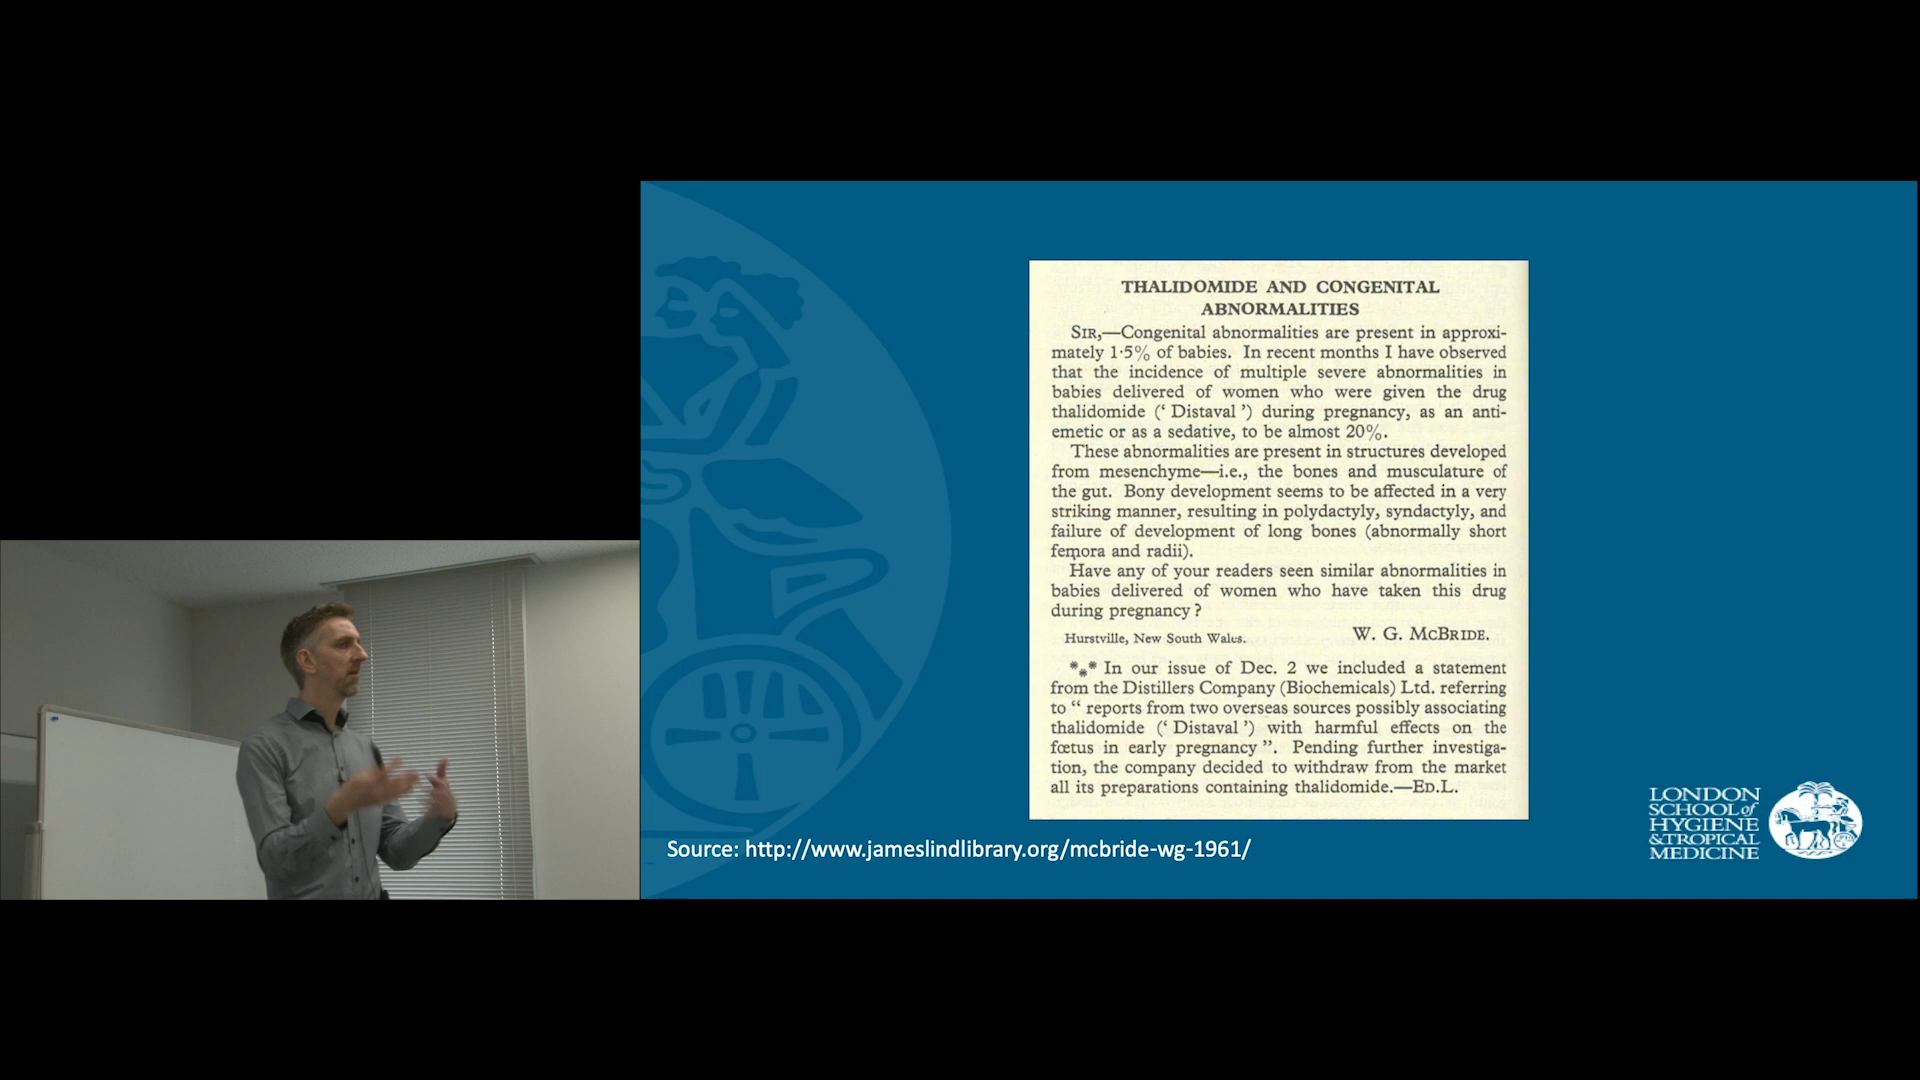 THALIDOMIDE AND CONGENITAL
ABNORMALITIES
SIR,—Congenital abnormalities are present in approxi-
mately 1·5% of babies. In recent months I have observed
that the incidence of multiple severe abnormalities in
babies delivered of women who were given the drug
thalidomide (‘ Distaval ’) during pregnancy, as an anti-
emetic or as a sedative, to be almost 20%.
These abnormalities are present in structures developed
from mesenchyme—i.e., the bones and musculature of
the gut. Bony development seems to be affected in a very
striking manner, resulting in polydactyly, syndactyly, and
failure of development of long bones (abnormally short
femora and radii).
Have any of your readers seen similar abnormalities in
babies delivered of women who have taken this drug
during pregnancy ?
Hurstville, New South Wales. W. G. MCBRIDE.
*** In our issue of Dec. 2 we included a statement
from the Distillers Company (Biochemicals) Ltd. referring
to “ reports from two overseas sources possibly associating
thalidomide (‘ Distaval ’) with harmful effects on the
fœtus in early pregnancy ”. Pending further investiga-
tion, the company decided to withdraw from the market
all its preparations containing thalidomide.—ED.L.
Source: http://www.jameslindlibrary.org/mcbride-wg-1961/
LONDON
SCHOOL of
HYGIENE
& TROPICAL
MEDICINE